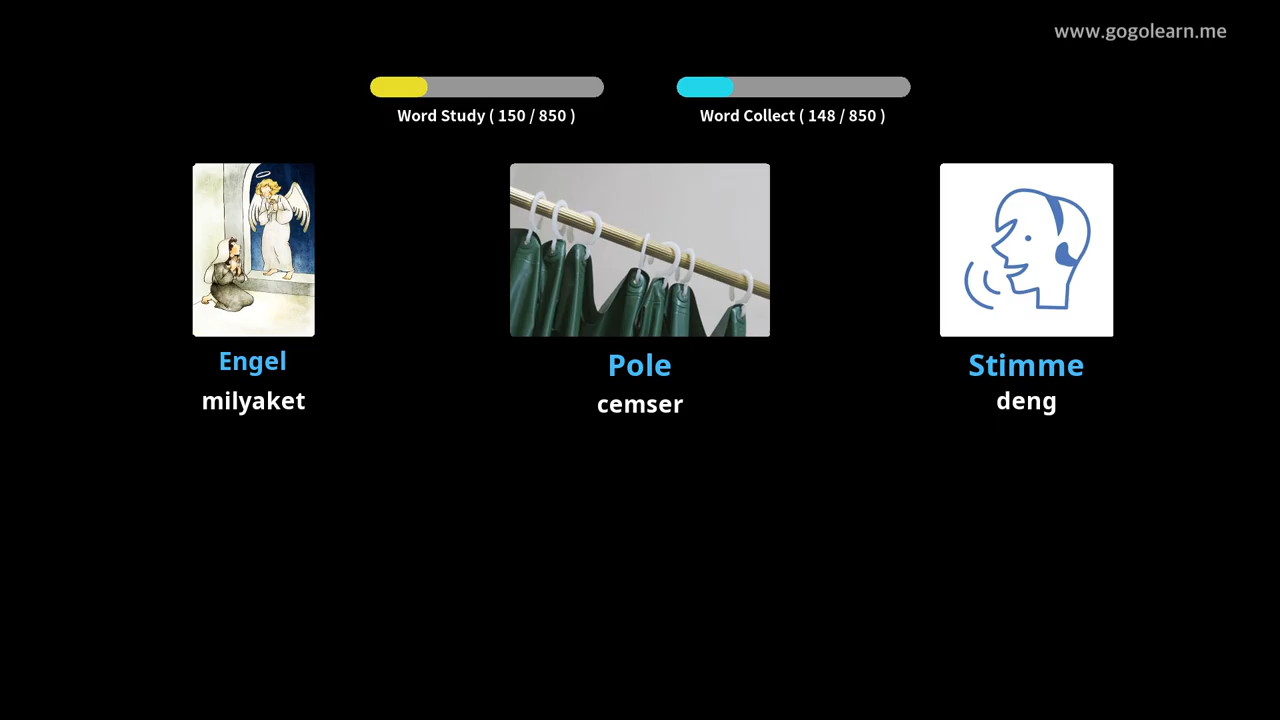 www.gogolearn.me
Word Study ( 150 / 850 )
Word Collect ( 148 / 850 )
Engel
milyaket
Pole
cemser
Stimme
deng